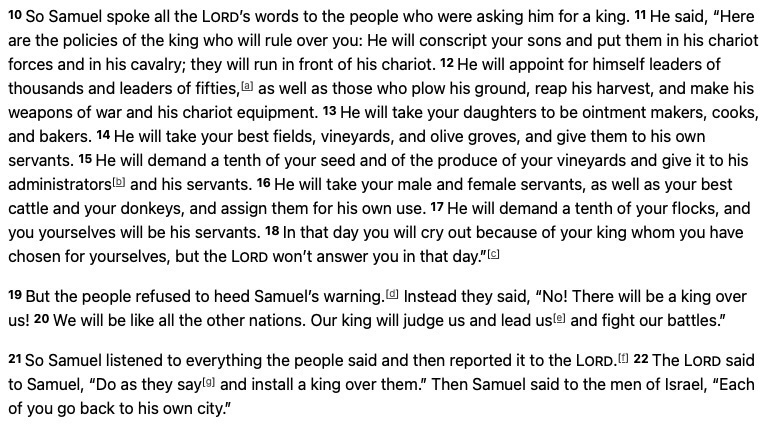 10 So Samuel spoke all the LORD’s words to the people who were asking him for a king. 11 He said, “Here
are the policies of the king who will rule over you: He will conscript your sons and put them in his chariot
forces and in his cavalry; they will run in front of his chariot. 12 He will appoint for himself leaders of
thousands and leaders of fifties,[a] as well as those who plow his ground, reap his harvest, and make his
weapons of war and his chariot equipment. 13 He will take your daughters to be ointment makers, cooks,
and bakers. 14 He will take your best fields, vineyards, and olive groves, and give them to his own
servants. 15 He will demand a tenth of your seed and of the produce of your vineyards and give it to his
administrators[b] and his servants. 16 He will take your male and female servants, as well as your best
cattle and your donkeys, and assign them for his own use. 17 He will demand a tenth of your flocks, and
you yourselves will be his servants. 18 In that day you will cry out because of your king whom you have
chosen for yourselves, but the LORD won’t answer you in that day.”[c]
19 But the people refused to heed Samuel’s warning.[d] Instead they said, “No! There will be a king over
us! 20 We will be like all the other nations. Our king will judge us and lead us[e] and fight our battles.”
21 So Samuel listened to everything the people said and then reported it to the LORD.[f] 22 The LORD said
to Samuel, “Do as they say[g] and install a king over them.” Then Samuel said to the men of Israel, “Each
of you go back to his own city.”